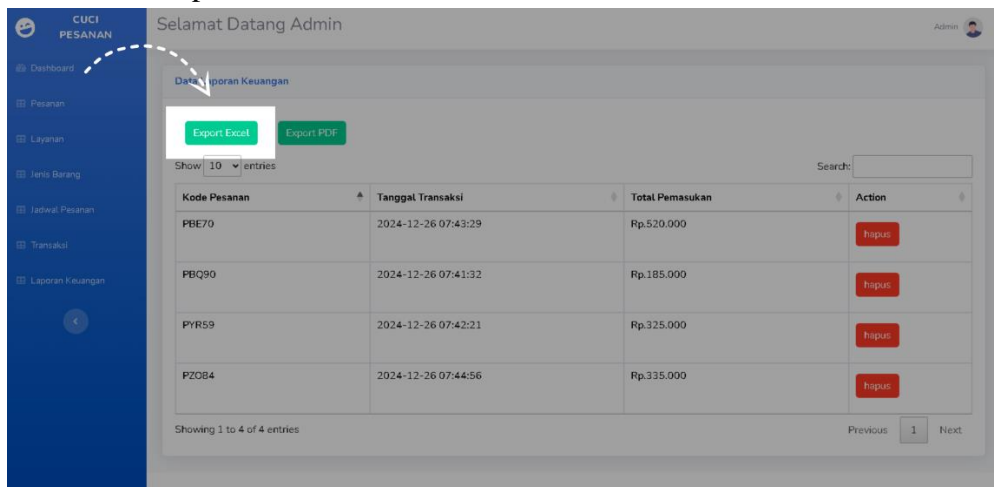 CUCI
PESANAN
Selamat Datang Admin
Admin
Dashboard
Pesanan
Layanan
Jenis Barang
Jadwal Pesanan
Transaksi
Laporan Keuangan
Data Laporan Keuangan
Export Excel Export PDF
Show 10 entries
Search:
Kode Pesanan Tanggal Transaksi Total Pemasukan Action
PBE70 2024-12-26 07:43:29 Rp.520.000 hapus
PBQ90 2024-12-26 07:41:32 Rp.185.000 hapus
PYR59 2024-12-26 07:42:21 Rp.325.000 hapus
PZO84 2024-12-26 07:44:56 Rp.335.000 hapus
Showing 1 to 4 of 4 entries
Previous 1 Next